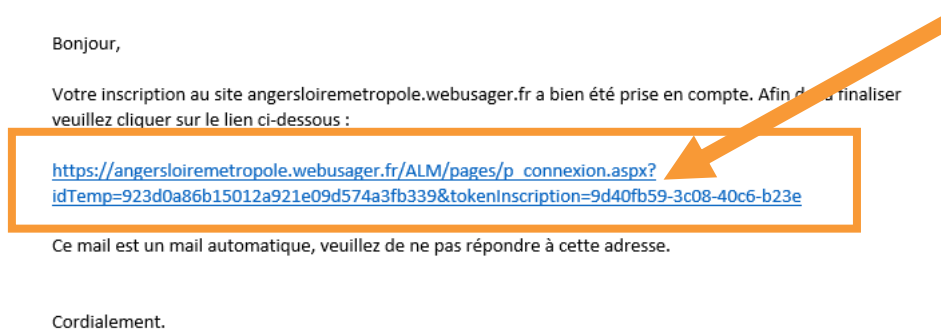 Bonjour,
Votre inscription au site angersloiremetropole.webusager.fr a bien été prise en compte. Afin de finaliser
veuillez cliquer sur le lien ci-dessous :
https://angersloiremetropole.webusager.fr/ALM/pages/p_connexion.aspx?
idTemp=923d0a86b15012a921e09d574a3fb339&tokenInscription=9d40fb59-3c08-40c6-b23e
Ce mail est un mail automatique, veuillez de ne pas répondre à cette adresse.
Cordialement.